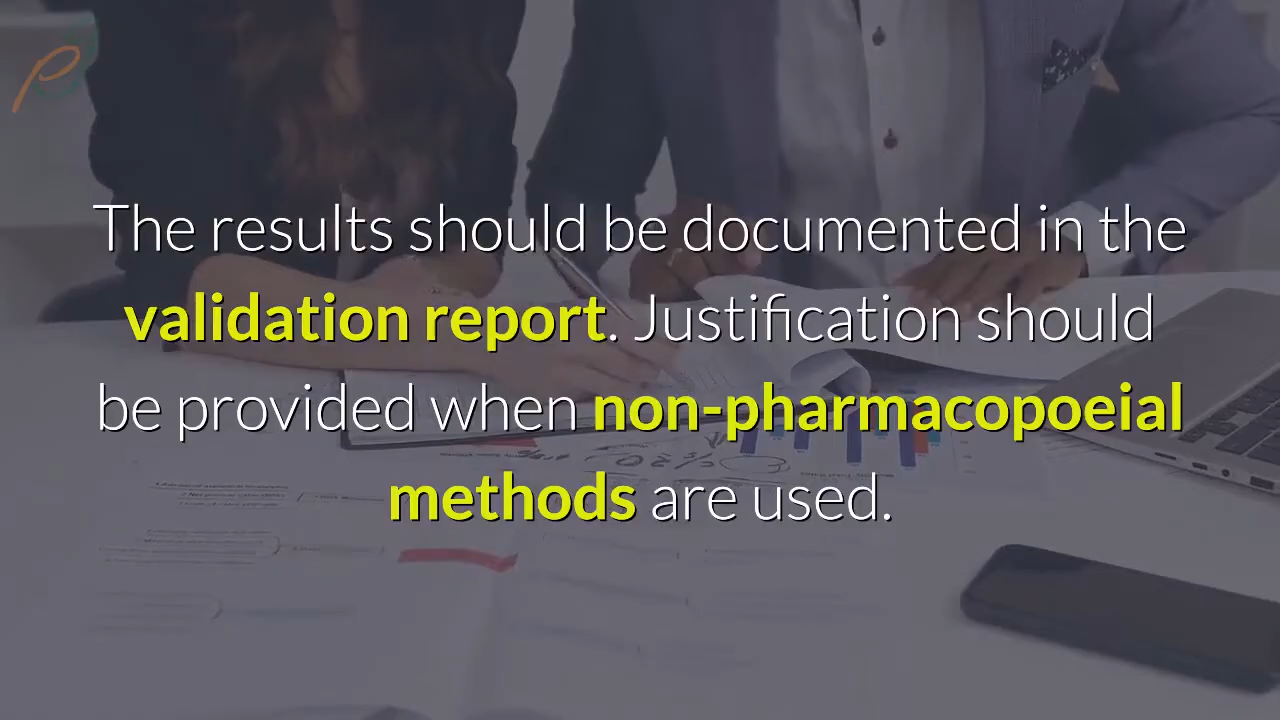 The results should be documented in the
validation report. Justification should
be provided when non-pharmacopoeial
methods are used.